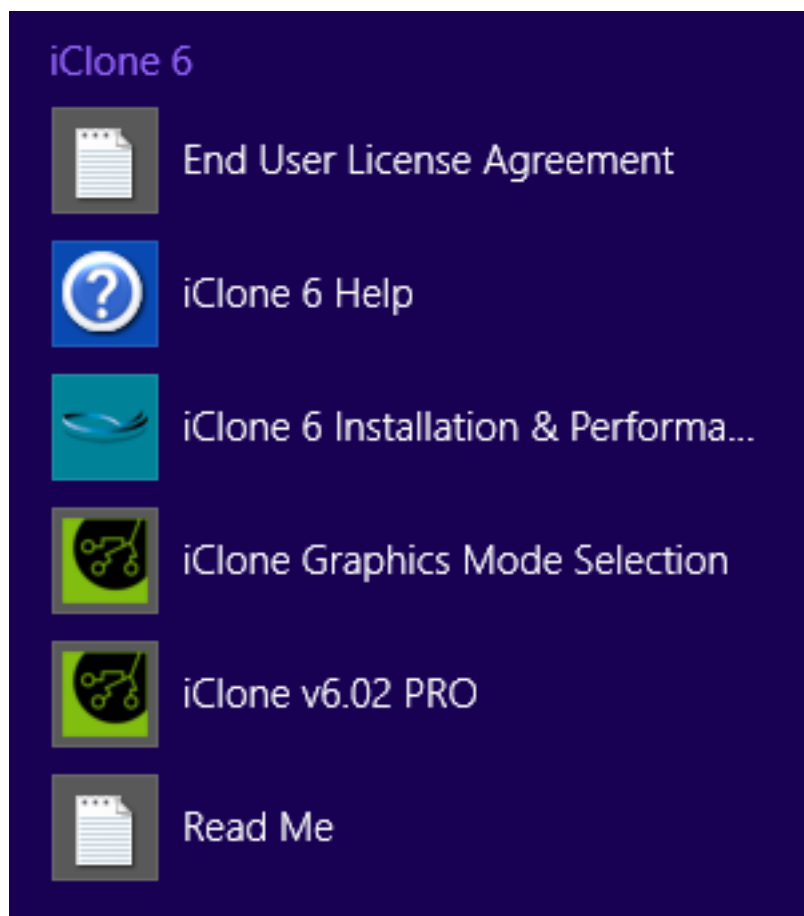 iClone 6
End User License Agreement
iClone 6 Help
iClone 6 Installation & Performa...
iClone Graphics Mode Selection
iClone v6.02 PRO
Read Me